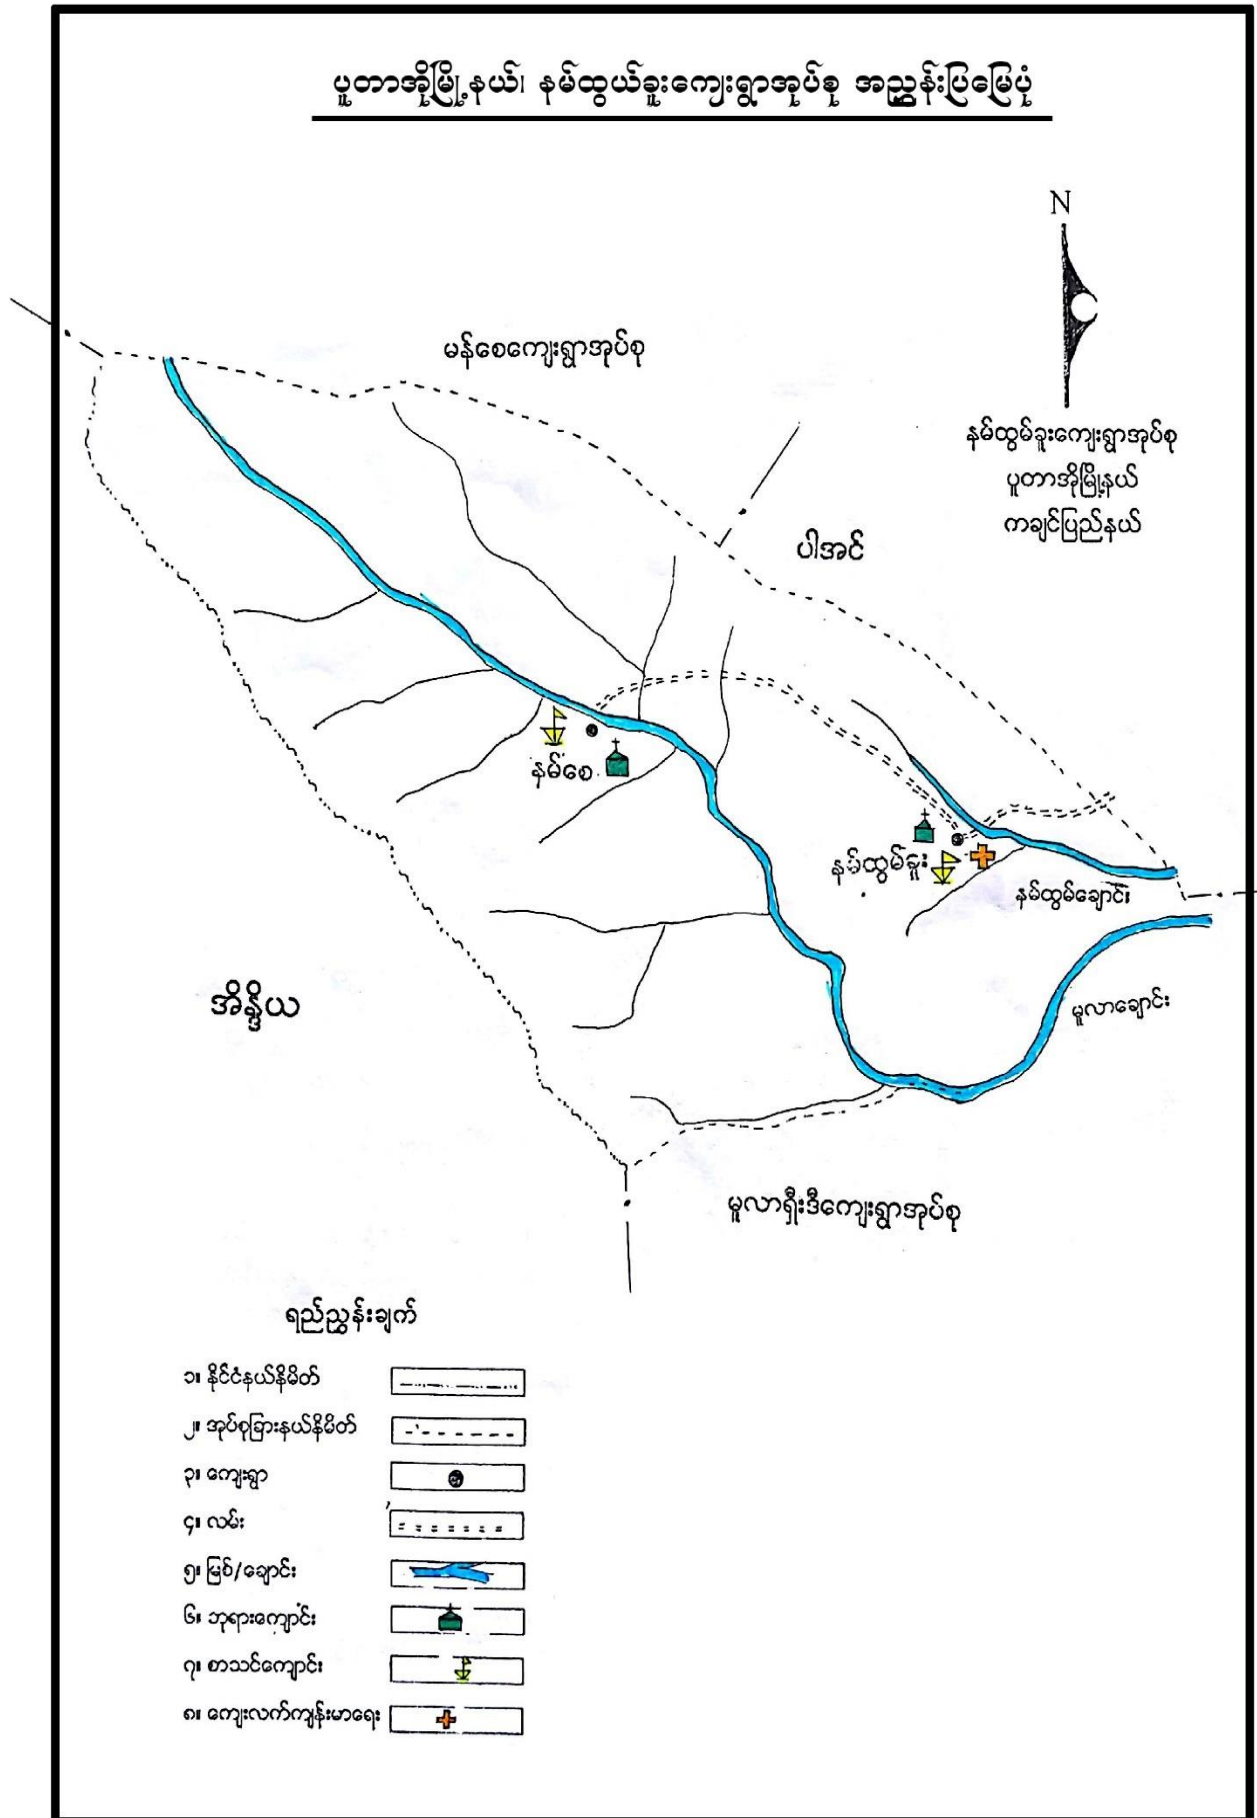 ပူတာအိုမြို့နယ်၊ နမ်ထွယ်ခူးကျေးရွာအုပ်စု အညွှန်းပြမြေပုံ
N
မန်စေကျေးရွာအုပ်စု
နမ်ထွမ်ခူးကျေးရွာအုပ်စု
ပူတာအိုမြို့နယ်
ကချင်ပြည်နယ်
ပါအင်
နမ်စေ
နမ်ထွမ်ခူး
နမ်ထွမ်ချောင်း
အိန္ဒိယ
မူလာချောင်း
မူလာရှီးဒီကျေးရွာအုပ်စု
ရည်ညွှန်းချက်
၁။ နိုင်ငံနယ်နိမိတ်
၂။ အုပ်စုခြားနယ်နိမိတ်
၃။ ကျေးရွာ
၄။ လမ်း
၅။ မြစ်/ချောင်း
၆။ ဘုရားကျောင်း
၇။ စာသင်ကျောင်း
၈။ ကျေးလက်ကျန်းမာရေး